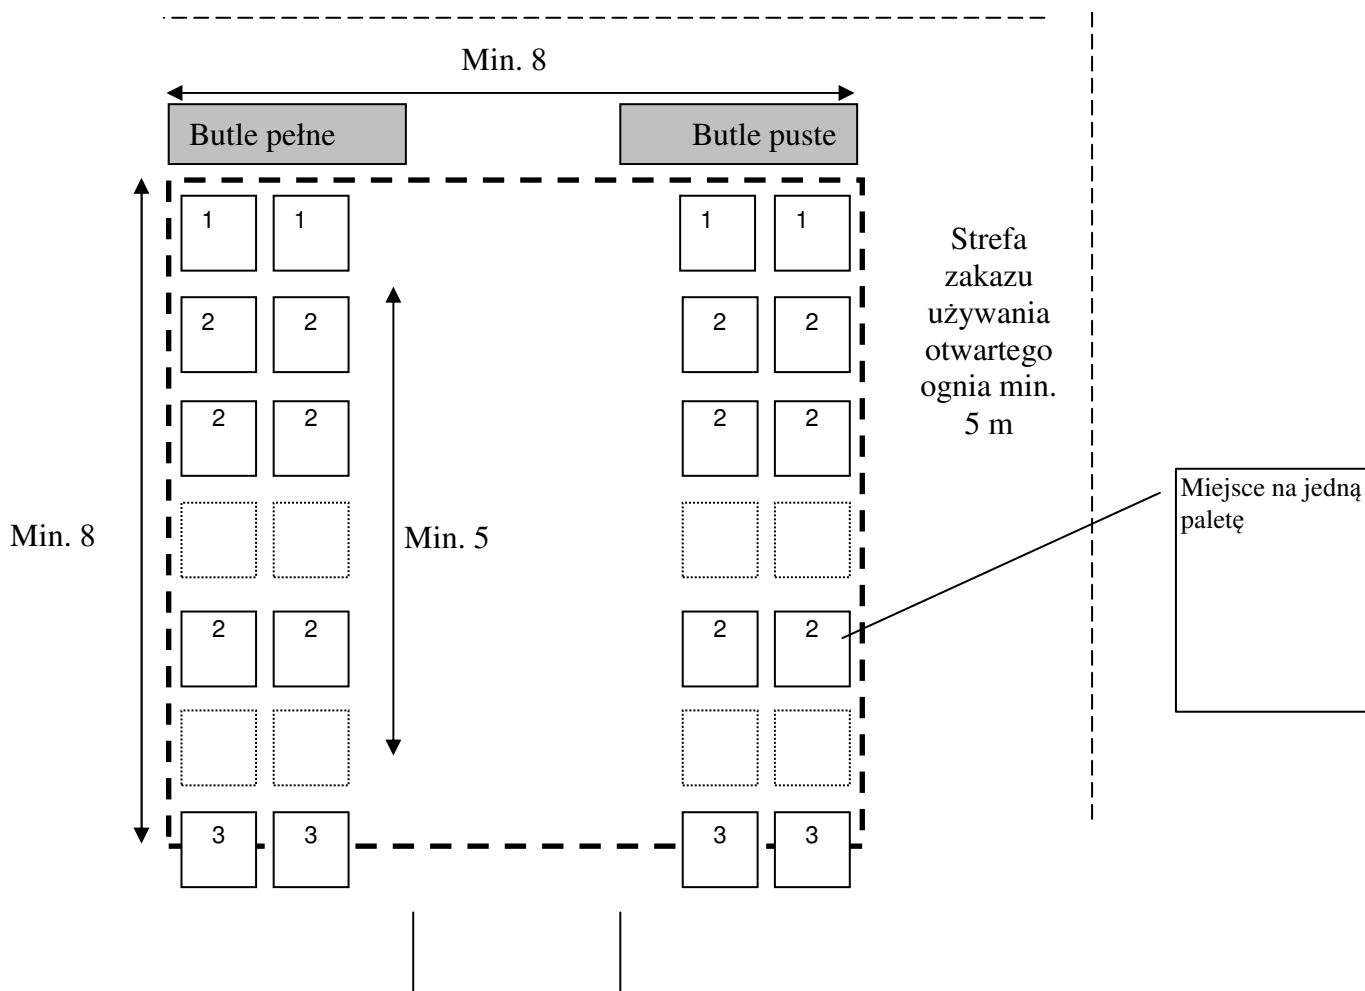 Min. 8
Butle pełne
Butle puste
1 1 1 1
Strefa
zakazu
używania
otwartego
ognia min.
5 m
2 2 2 2
2 2 2 2
Miejsce na jedną
paletę
Min. 8
Min. 5
2 2 2 2
3 3 3 3